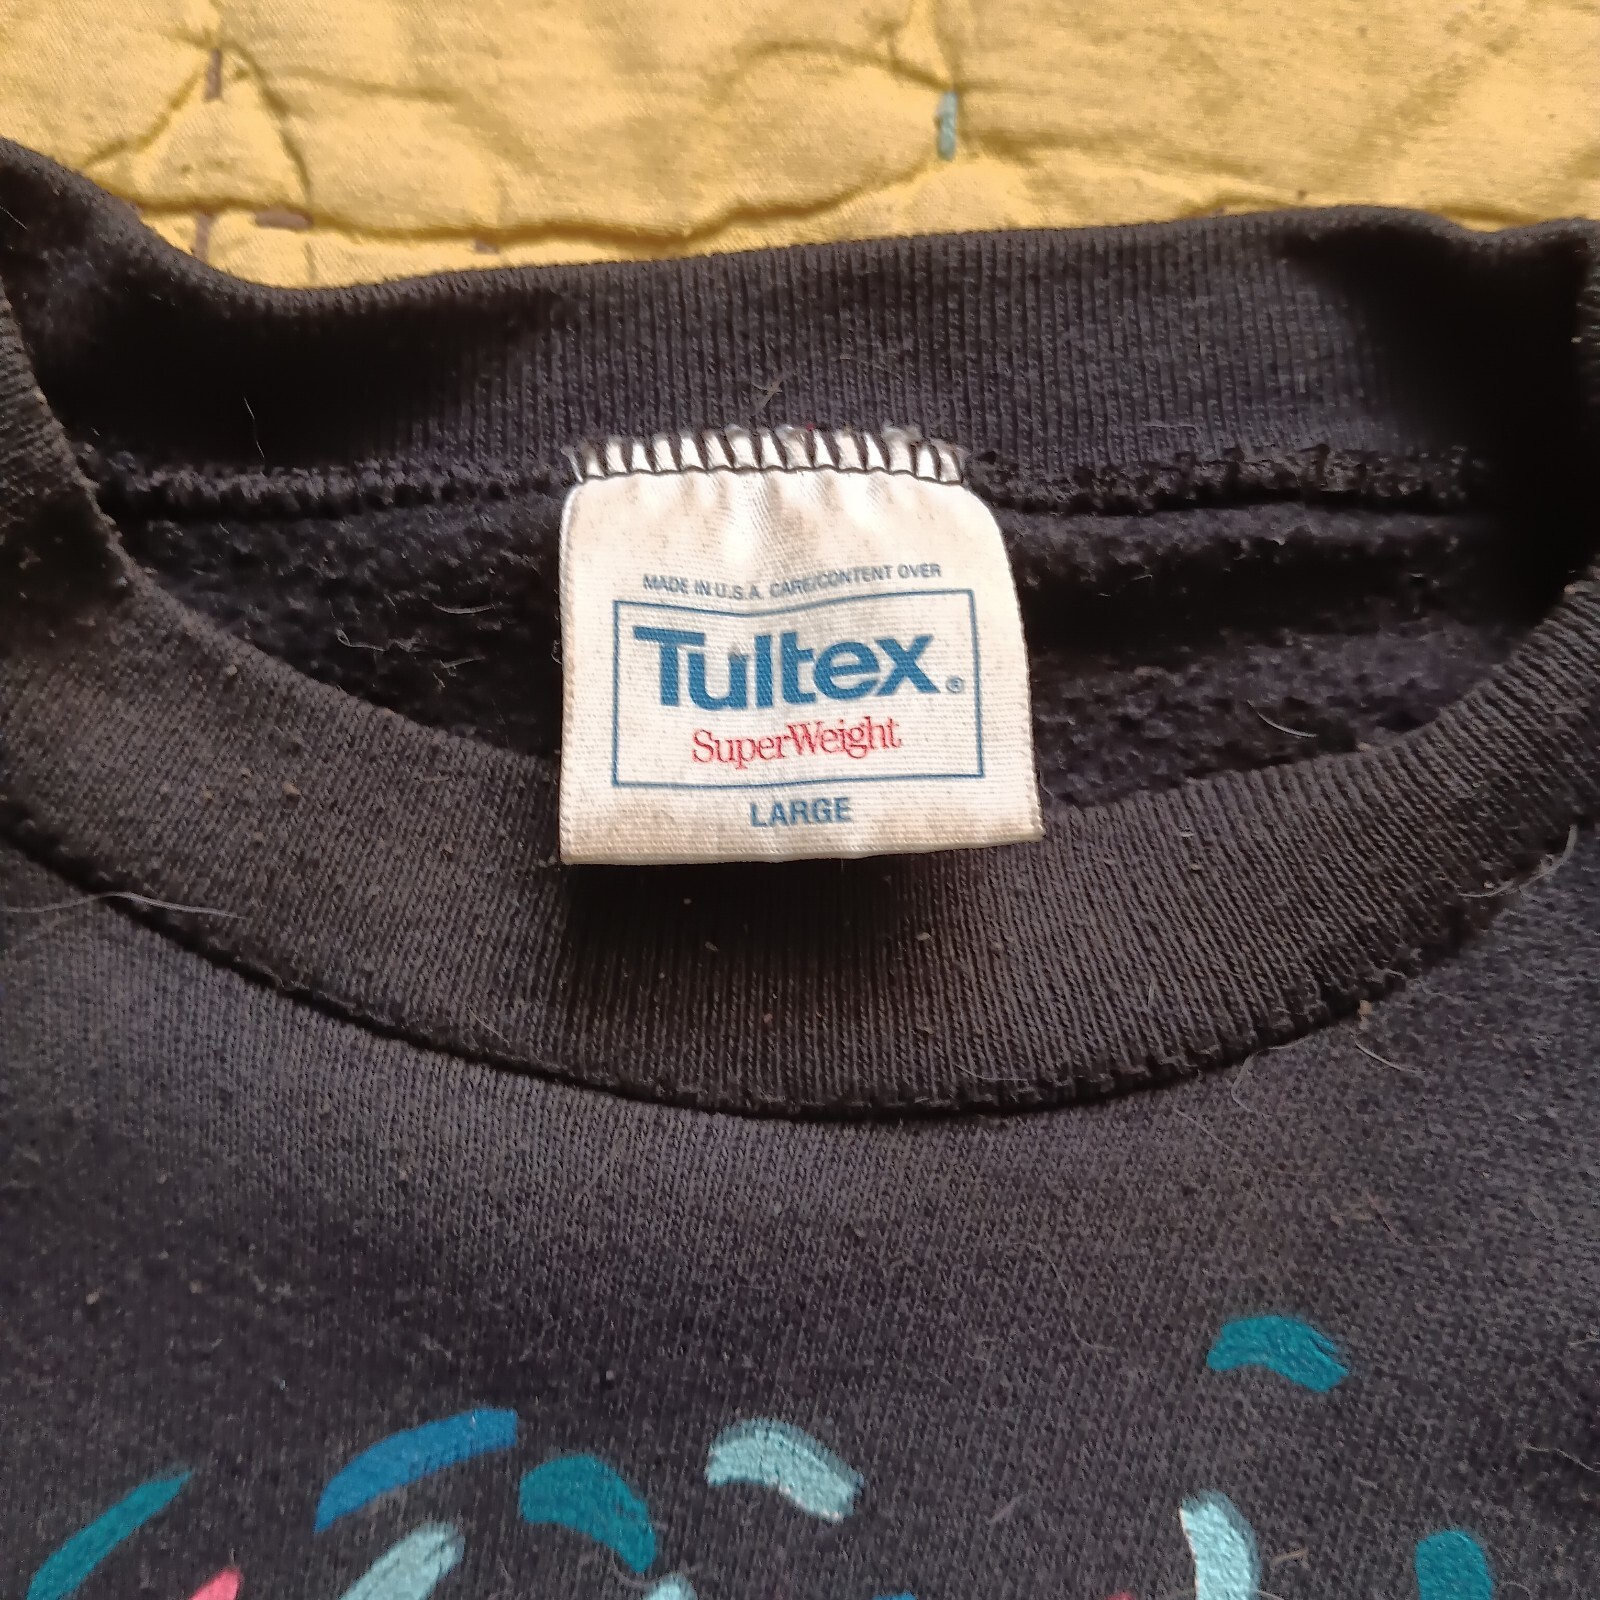 MADE IN U.S.A. CARE/CONTENT OVER
Tultex®
SuperWeight
LARGE